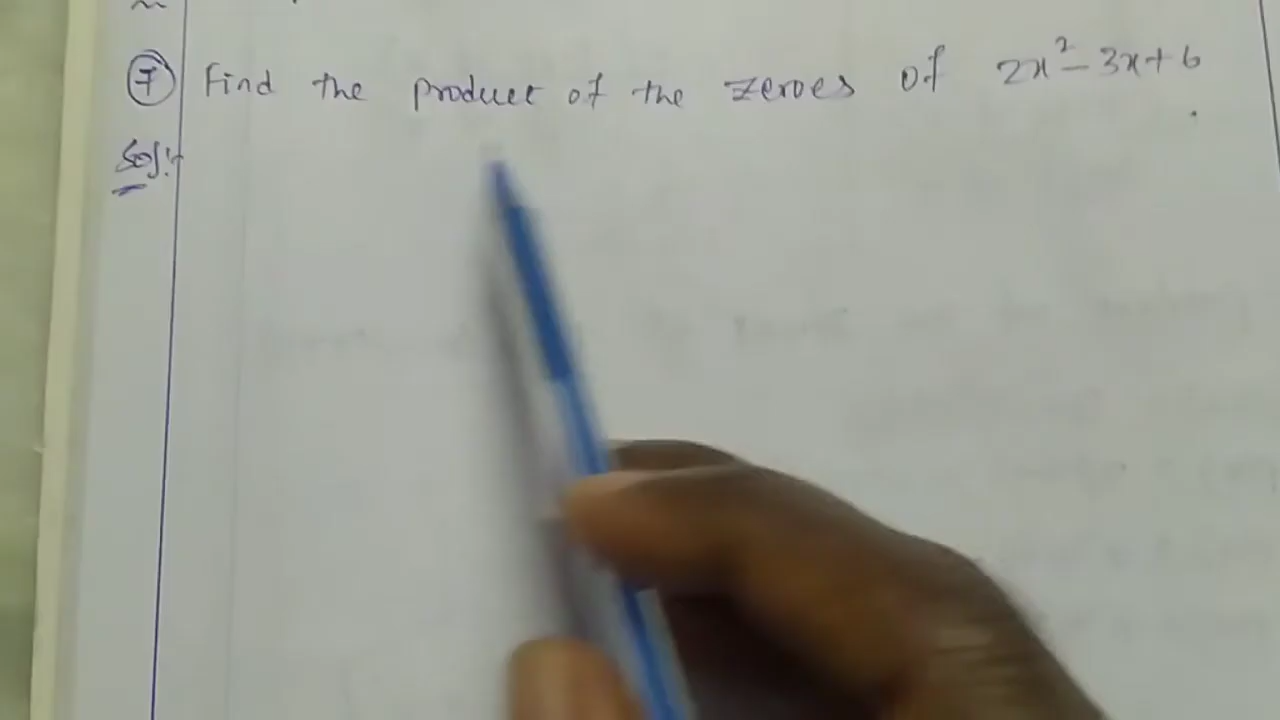 ⑦ Find the product of the zeroes of 2x² - 3x + 6.
Sol:-